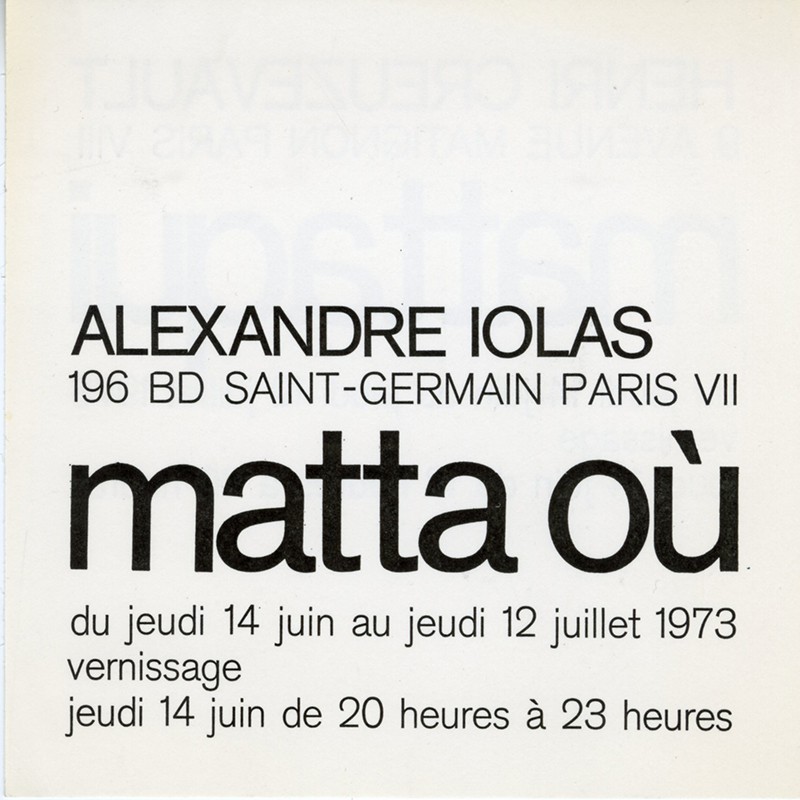 ALEXANDRE IOLAS
196 BD SAINT-GERMAIN PARIS VII
matta où
du jeudi 14 juin au jeudi 12 juillet 1973
vernissage
jeudi 14 juin de 20 heures à 23 heures